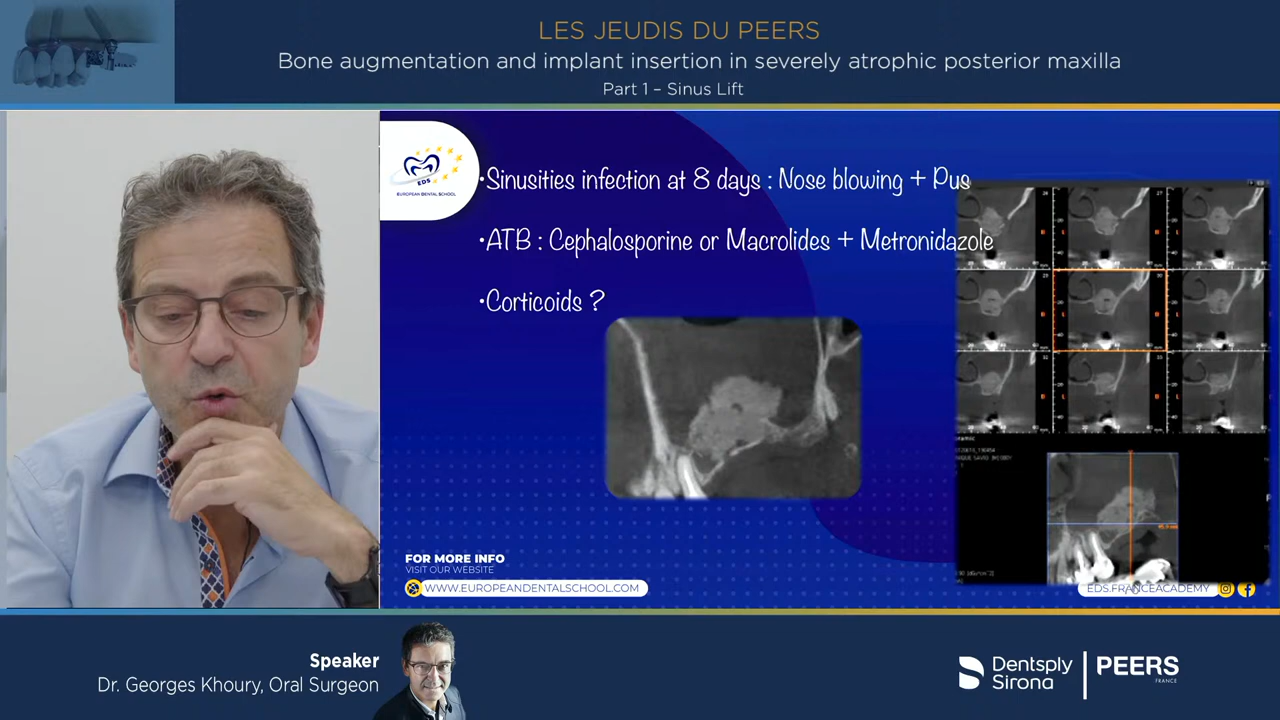 LES JEUDIS DU PEERS
Bone augmentation and implant insertion in severely atrophic posterior maxilla
Part 1 – Sinus Lift
EDS
EUROPEAN DENTAL SCHOOL
•Sinusities infection at 8 days : Nose blowing + Pus
•ATB : Cephalosporine or Macrolides + Metronidazole
•Corticoids ?
FOR MORE INFO
VISIT OUR WEBSITE
WWW.EUROPEANDENTALSCHOOL.COM
EDS.FRANCEACADEMY
Speaker
Dr. Georges Khoury, Oral Surgeon
Dentsply
Sirona
PEERS
FRANCE